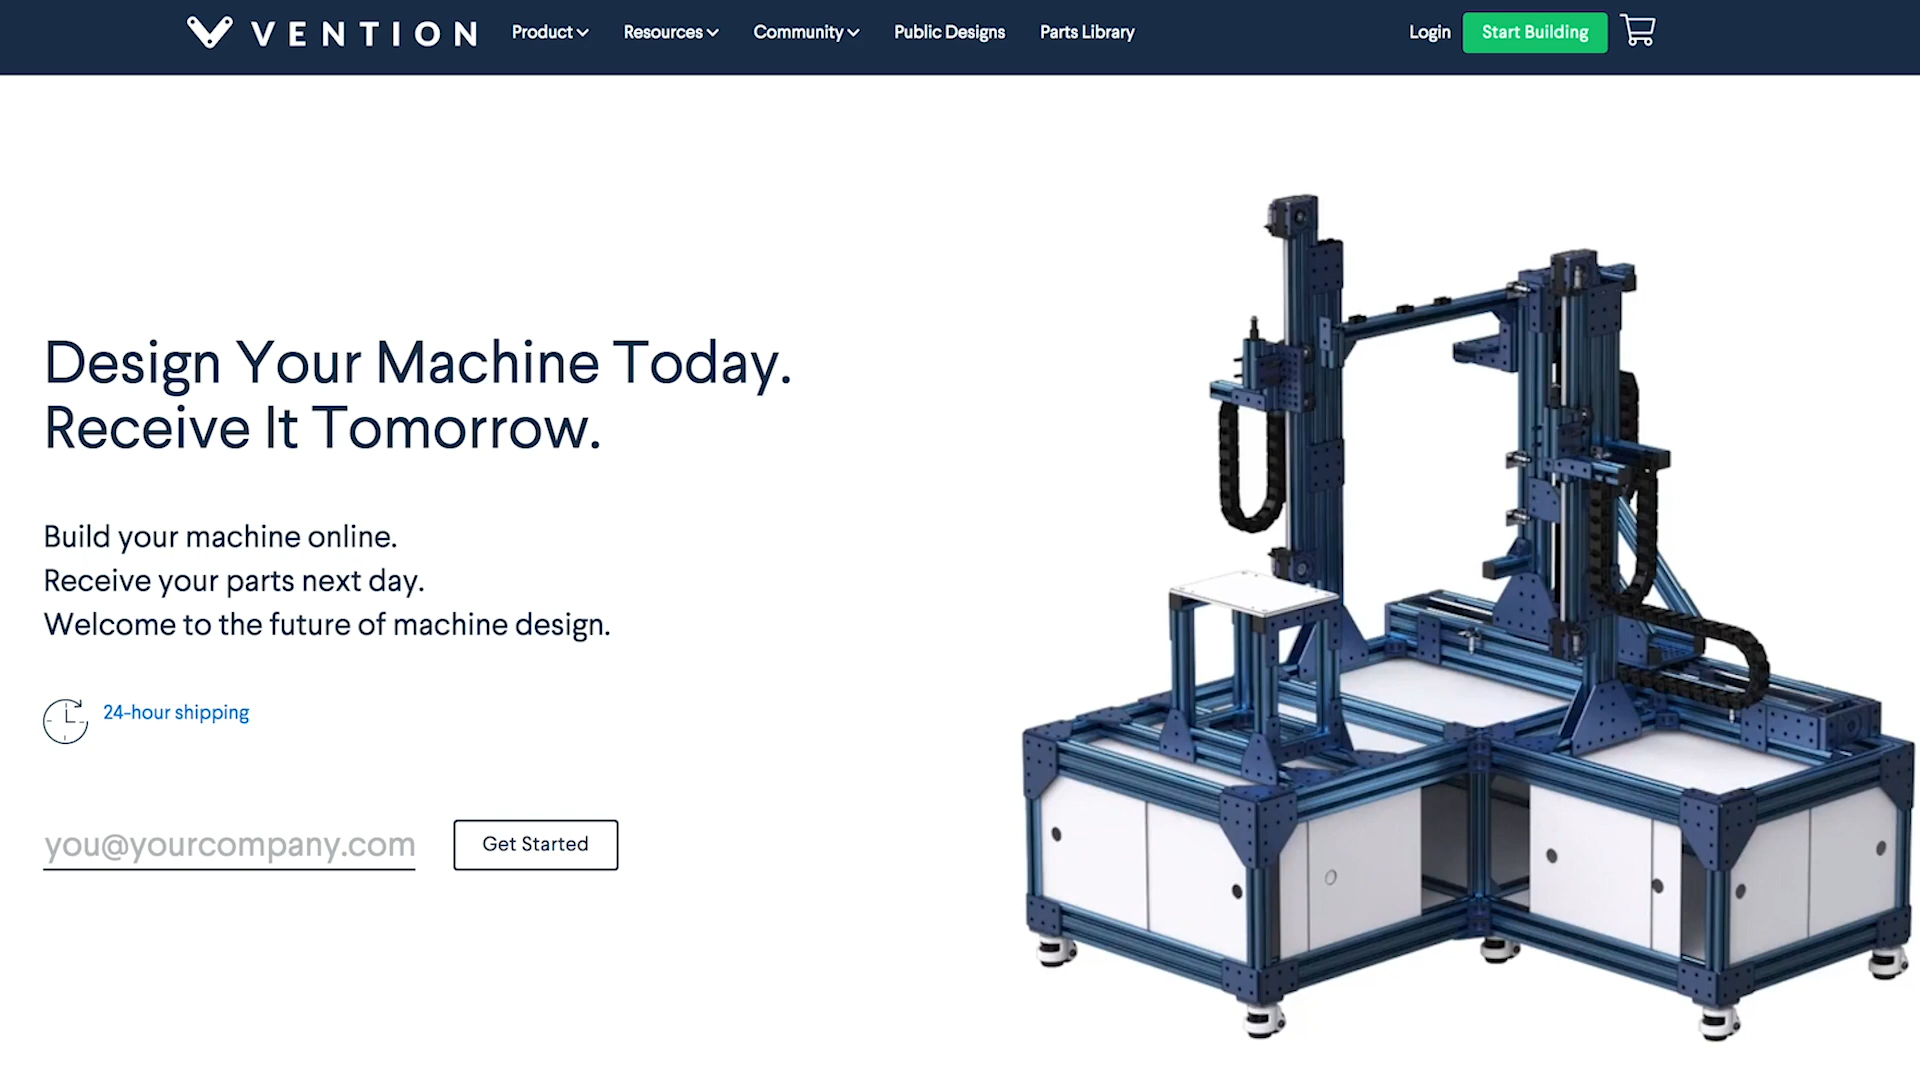 VENTION
Product
Resources
Community
Public Designs
Parts Library
Login
Start Building
Design Your Machine Today.
Receive It Tomorrow.
Build your machine online.
Receive your parts next day.
Welcome to the future of machine design.
24-hour shipping
you@yourcompany.com
Get Started